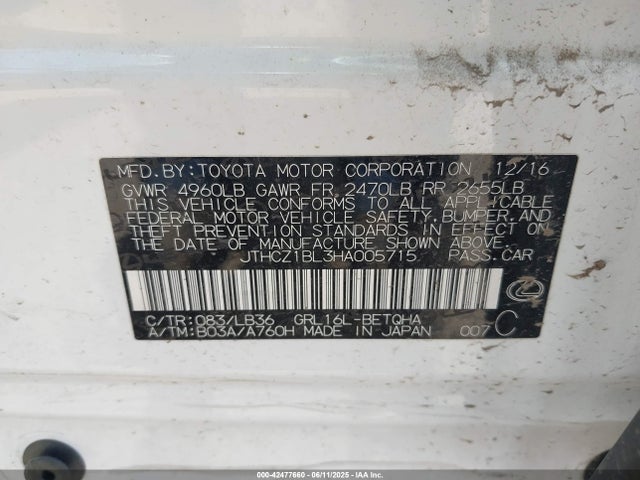 MFD.BY:TOYOTA MOTOR CORPORATION 12/16
GVWR 4960LB GAWR FR 2470LB RR 2655LB
THIS VEHICLE CONFORMS TO ALL APPLICABLE
FEDERAL MOTOR VEHICLE SAFETY,BUMPER,AND
THEFT PREVENTION STANDARDS IN EFFECT ON
THE DATE OF MANUFACTURE SHOWN ABOVE.
JTHCZ1BL3HA005715 PASS.CAR
C/TR:083/LB36 GRL16L-BETQHA
A/TM:B03A/A760H MADE IN JAPAN 007 C
000-42477660 - 06/11/2025 - IAA Inc.